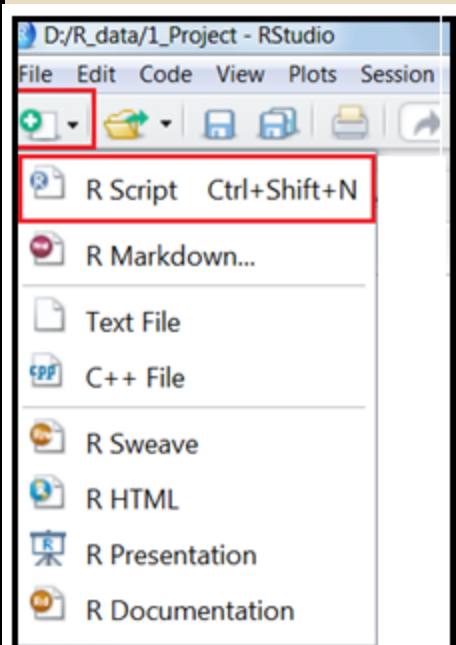 D:/R_data/1_Project - RStudio
File Edit Code View Plots Session
R Script Ctrl+Shift+N
R Markdown...
Text File
C++ File
R Sweave
R HTML
R Presentation
R Documentation